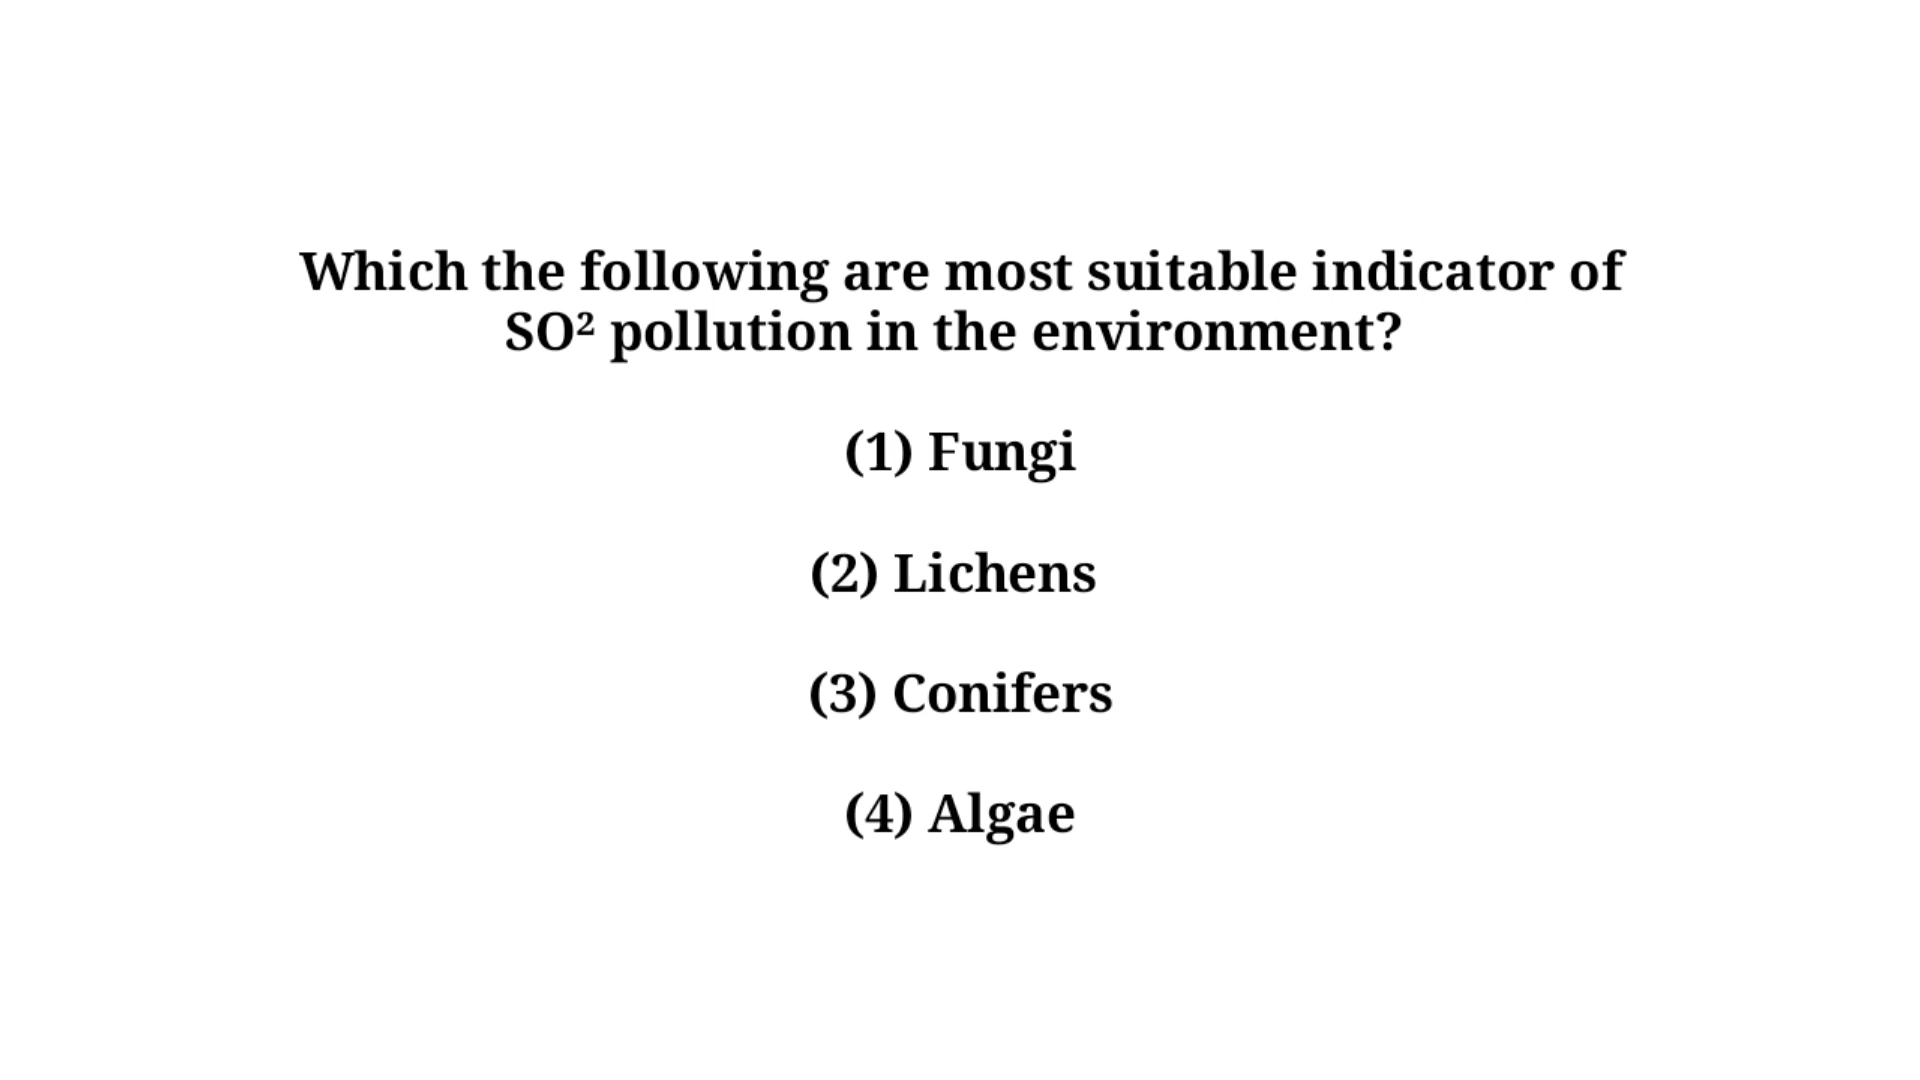 Which the following are most suitable indicator of
SO² pollution in the environment?
(1) Fungi
(2) Lichens
(3) Conifers
(4) Algae